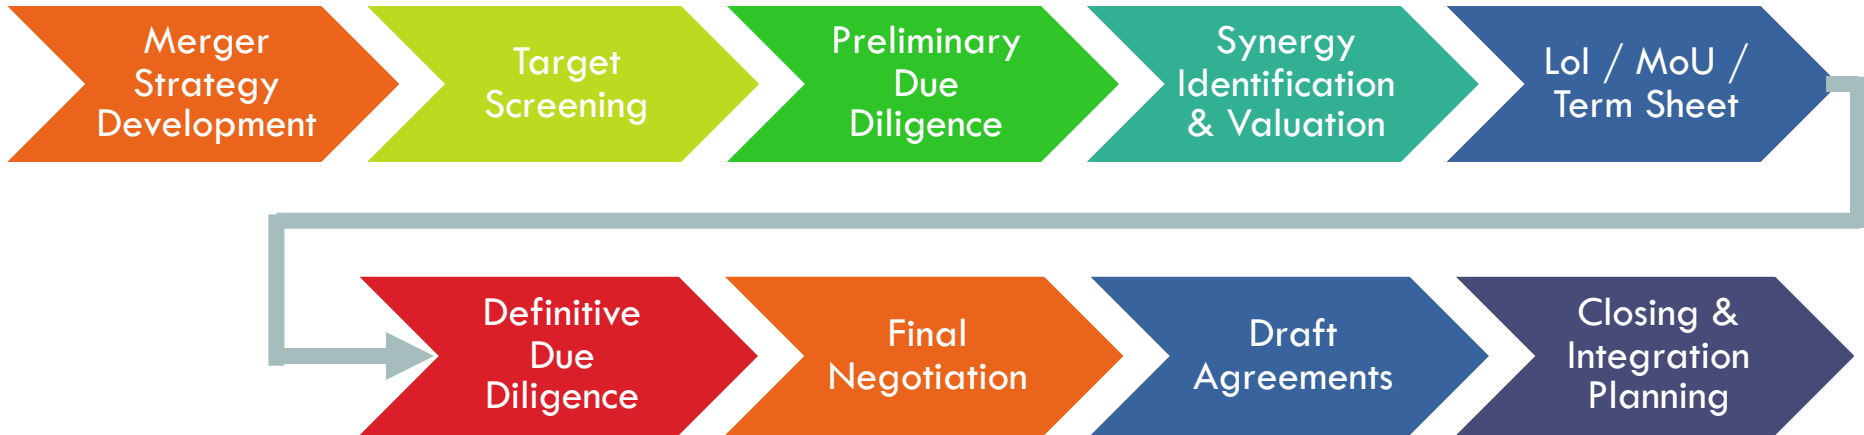 Merger
Strategy
Development
Target
Screening
Preliminary
Due
Diligence
Synergy
Identification
& Valuation
LoI / MoU /
Term Sheet
Definitive
Due
Diligence
Final
Negotiation
Draft
Agreements
Closing &
Integration
Planning